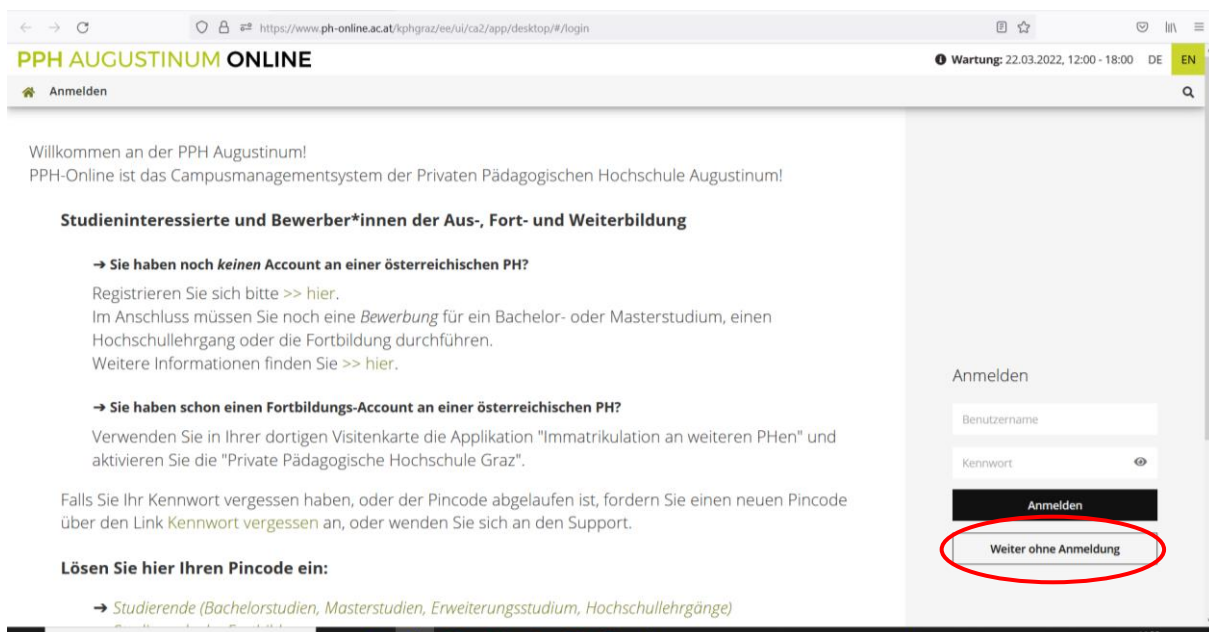 https://www.ph-online.ac.at/kphgraz/ee/ui/ca2/app/desktop/#/login
PPH AUGUSTINUM ONLINE
Wartung: 22.03.2022, 12:00 - 18:00 DE EN
Anmelden
Willkommen an der PPH Augustinum!
PPH-Online ist das Campusmanagementsystem der Privaten Pädagogischen Hochschule Augustinum!
Studieninteressierte und Bewerber*innen der Aus-, Fort- und Weiterbildung
➔ Sie haben noch keinen Account an einer österreichischen PH?
Registrieren Sie sich bitte >> hier.
Im Anschluss müssen Sie noch eine Bewerbung für ein Bachelor- oder Masterstudium, einen
Hochschullehrgang oder die Fortbildung durchführen.
Weitere Informationen finden Sie >> hier.
➔ Sie haben schon einen Fortbildungs-Account an einer österreichischen PH?
Verwenden Sie in Ihrer dortigen Visitenkarte die Applikation "Immatrikulation an weiteren PHen" und
aktivieren Sie die "Private Pädagogische Hochschule Graz".
Falls Sie Ihr Kennwort vergessen haben, oder der Pincode abgelaufen ist, fordern Sie einen neuen Pincode
über den Link Kennwort vergessen an, oder wenden Sie sich an den Support.
Lösen Sie hier Ihren Pincode ein:
➔ Studierende (Bachelorstudien, Masterstudien, Erweiterungsstudium, Hochschullehrgänge)
Anmelden
Benutzername
Kennwort
Anmelden
Weiter ohne Anmeldung